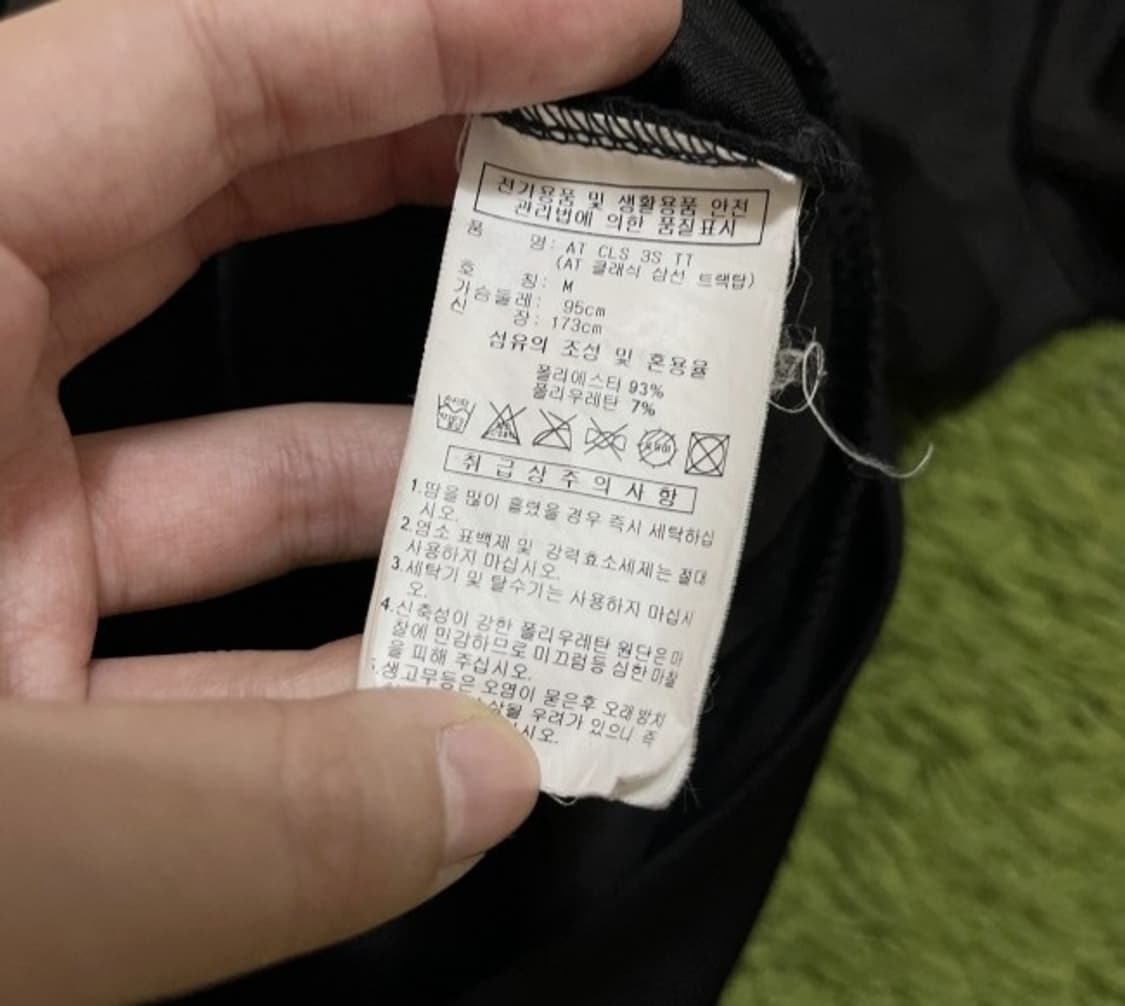 전기용품 및 생활용품 안전
관리법에 의한 품질표시
품 명: AT CLS 3S TT
(AT 클래식 삼선 트랙탑)
호 칭: M
가슴둘레: 95cm
신 장: 173cm
섬유의 조성 및 혼용율
폴리에스터 93%
폴리우레탄 7%
취급상주의사항
1.땀을 많이 흘렸을 경우 즉시 세탁하십
시오.
2.염소 표백제 및 강력효소세제는 절대
사용하지 마십시오.
3.세탁기 및 탈수기는 사용하지 마십시
오.
4.신축성이 강한 폴리우레탄 원단은 마
찰에 민감하므로 미끄럼등 심한 마찰
을 피해 주십시오.
생고무등은 오염이 묻은후 오래방치
상될 우려가 있으니 즉
시오.